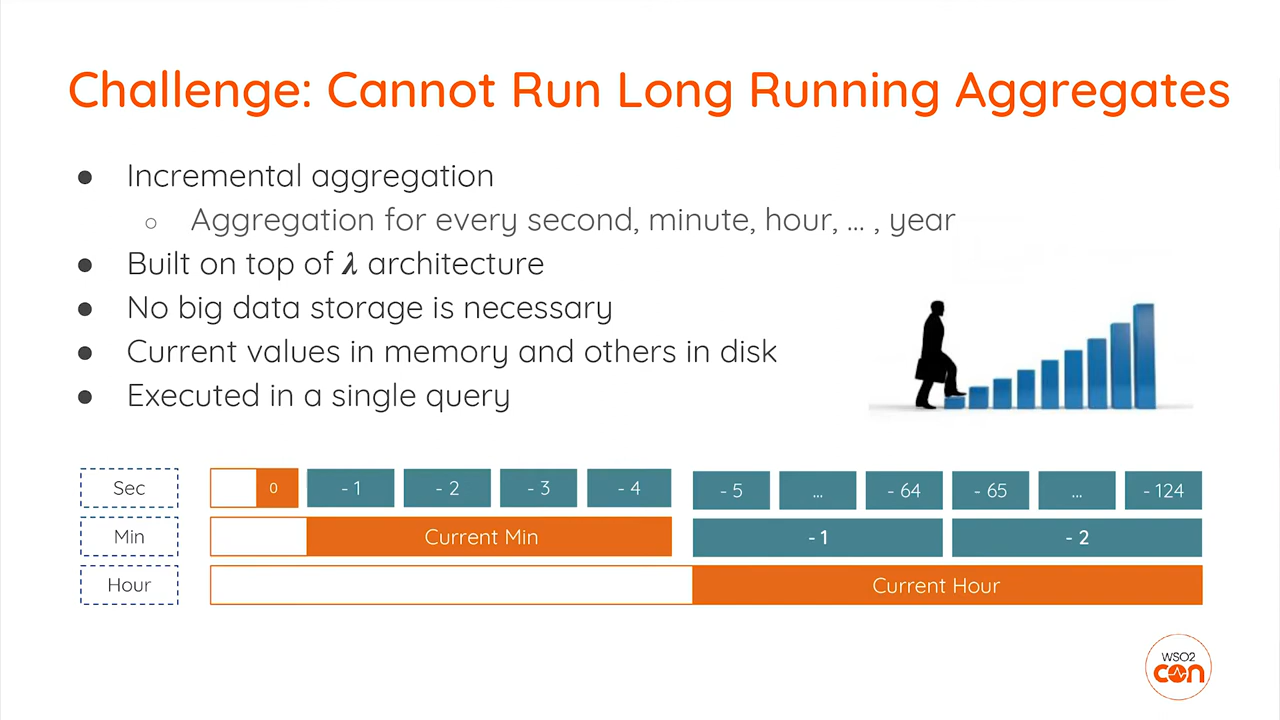 Challenge: Cannot Run Long Running Aggregates
● Incremental aggregation
○ Aggregation for every second, minute, hour, ... , year
● Built on top of λ architecture
● No big data storage is necessary
● Current values in memory and others in disk
● Executed in a single query
Sec 0 - 1 - 2 - 3 - 4 - 5 ... - 64 - 65 ... - 124
Min Current Min - 1 - 2
Hour Current Hour
WSO2
con